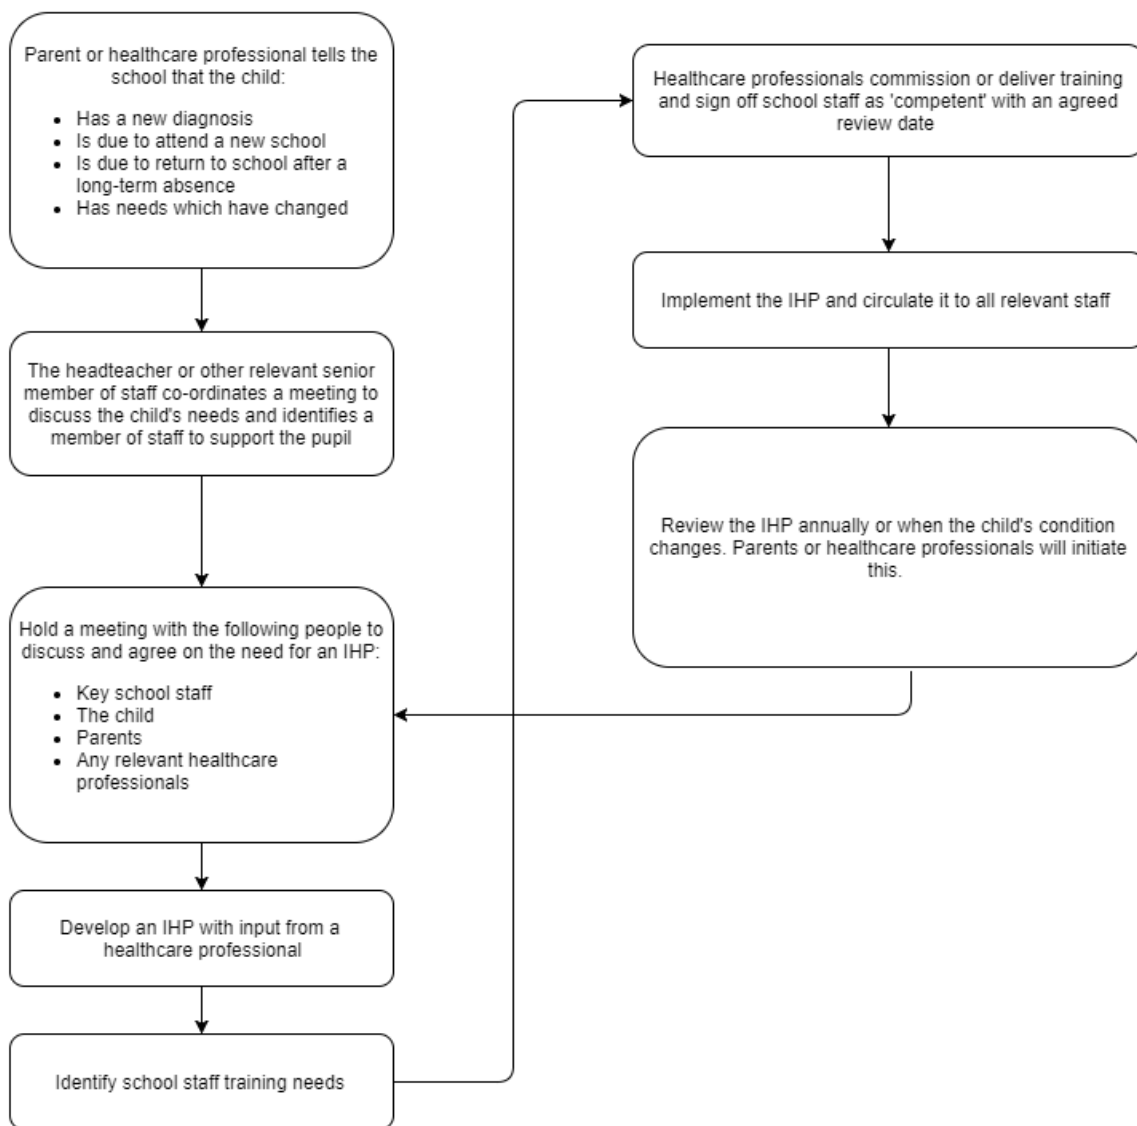 Parent or healthcare professional tells the
school that the child:
• Has a new diagnosis
• Is due to attend a new school
• Is due to return to school after a
long-term absence
• Has needs which have changed
The headteacher or other relevant senior
member of staff co-ordinates a meeting to
discuss the child's needs and identifies a
member of staff to support the pupil
Hold a meeting with the following people to
discuss and agree on the need for an IHP:
• Key school staff
• The child
• Parents
• Any relevant healthcare
professionals
Develop an IHP with input from a
healthcare professional
Identify school staff training needs
Healthcare professionals commission or deliver training
and sign off school staff as 'competent' with an agreed
review date
Implement the IHP and circulate it to all relevant staff
Review the IHP annually or when the child's condition
changes. Parents or healthcare professionals will initiate
this.